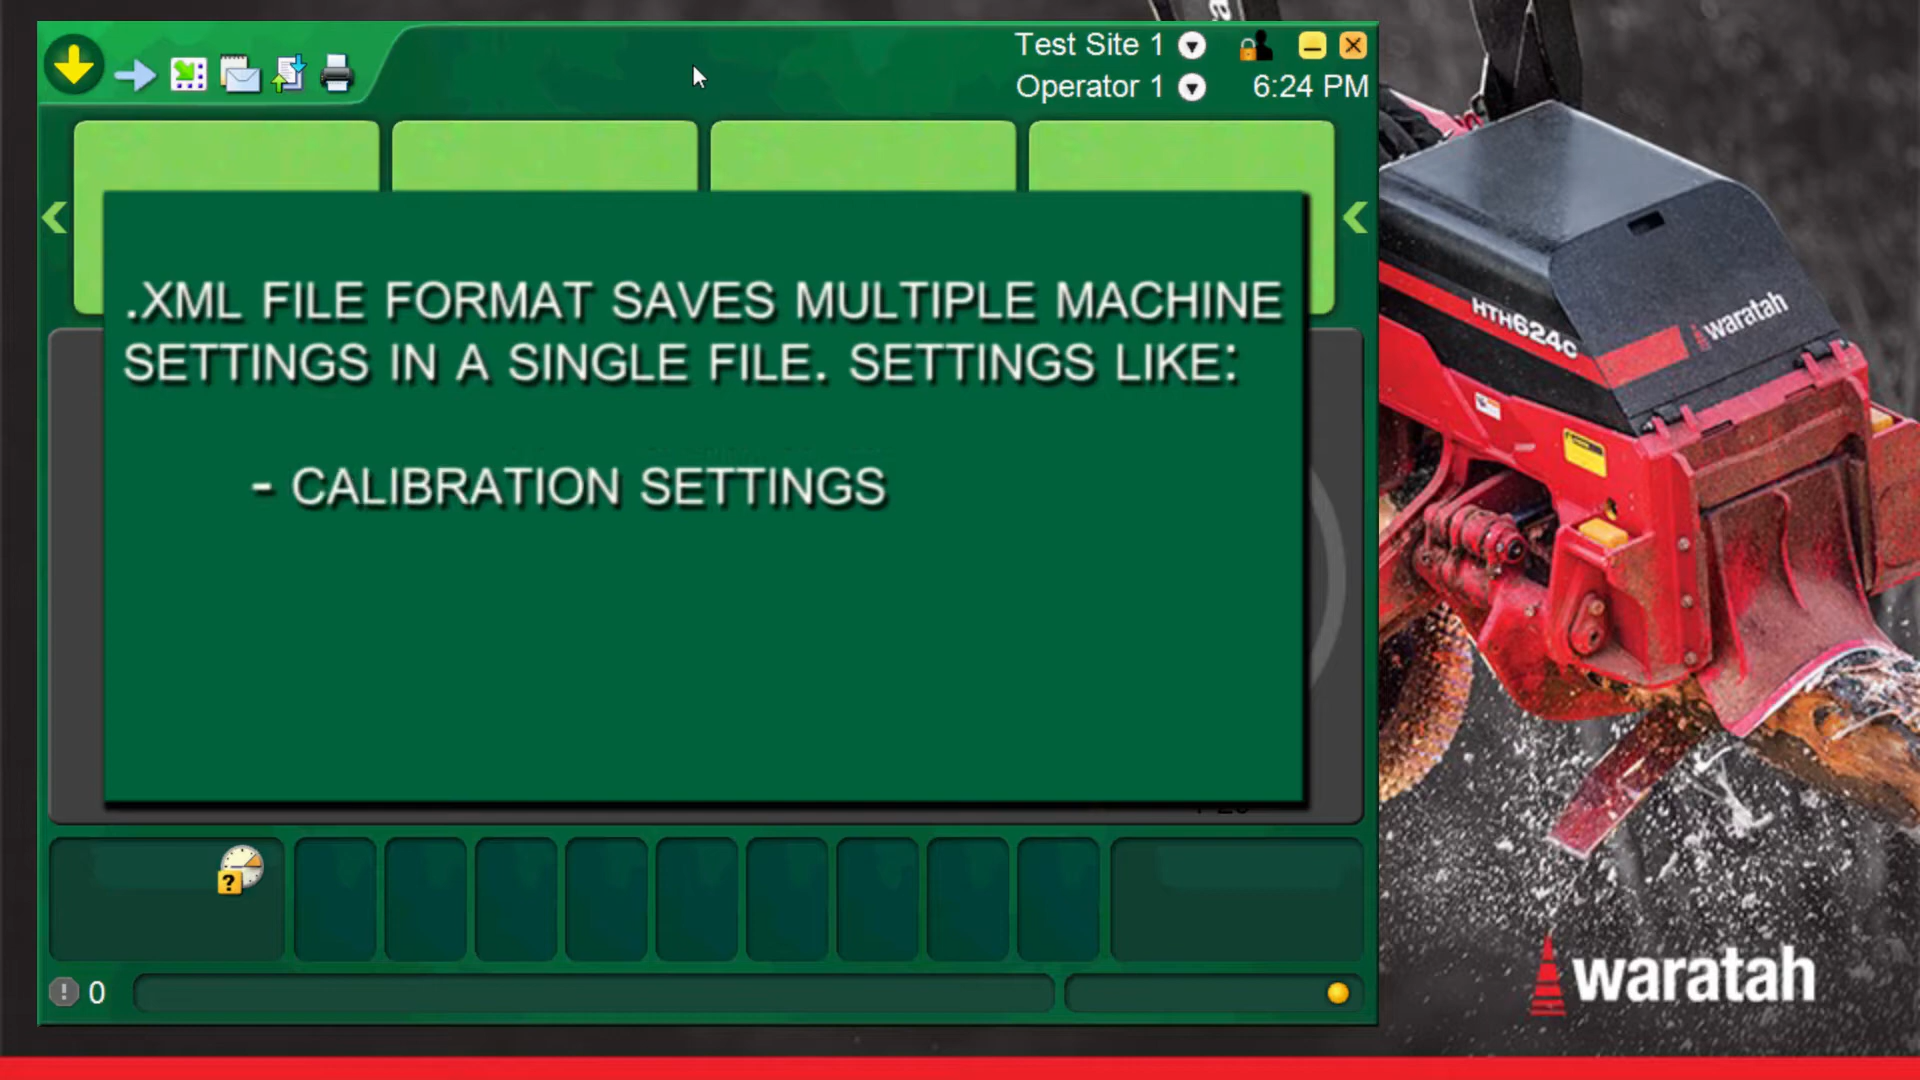 Test Site 1
Operator 1
6:24 PM
.XML FILE FORMAT SAVES MULTIPLE MACHINE
SETTINGS IN A SINGLE FILE. SETTINGS LIKE:
- CALIBRATION SETTINGS
?
! 0
HTH624C
waratah
waratah